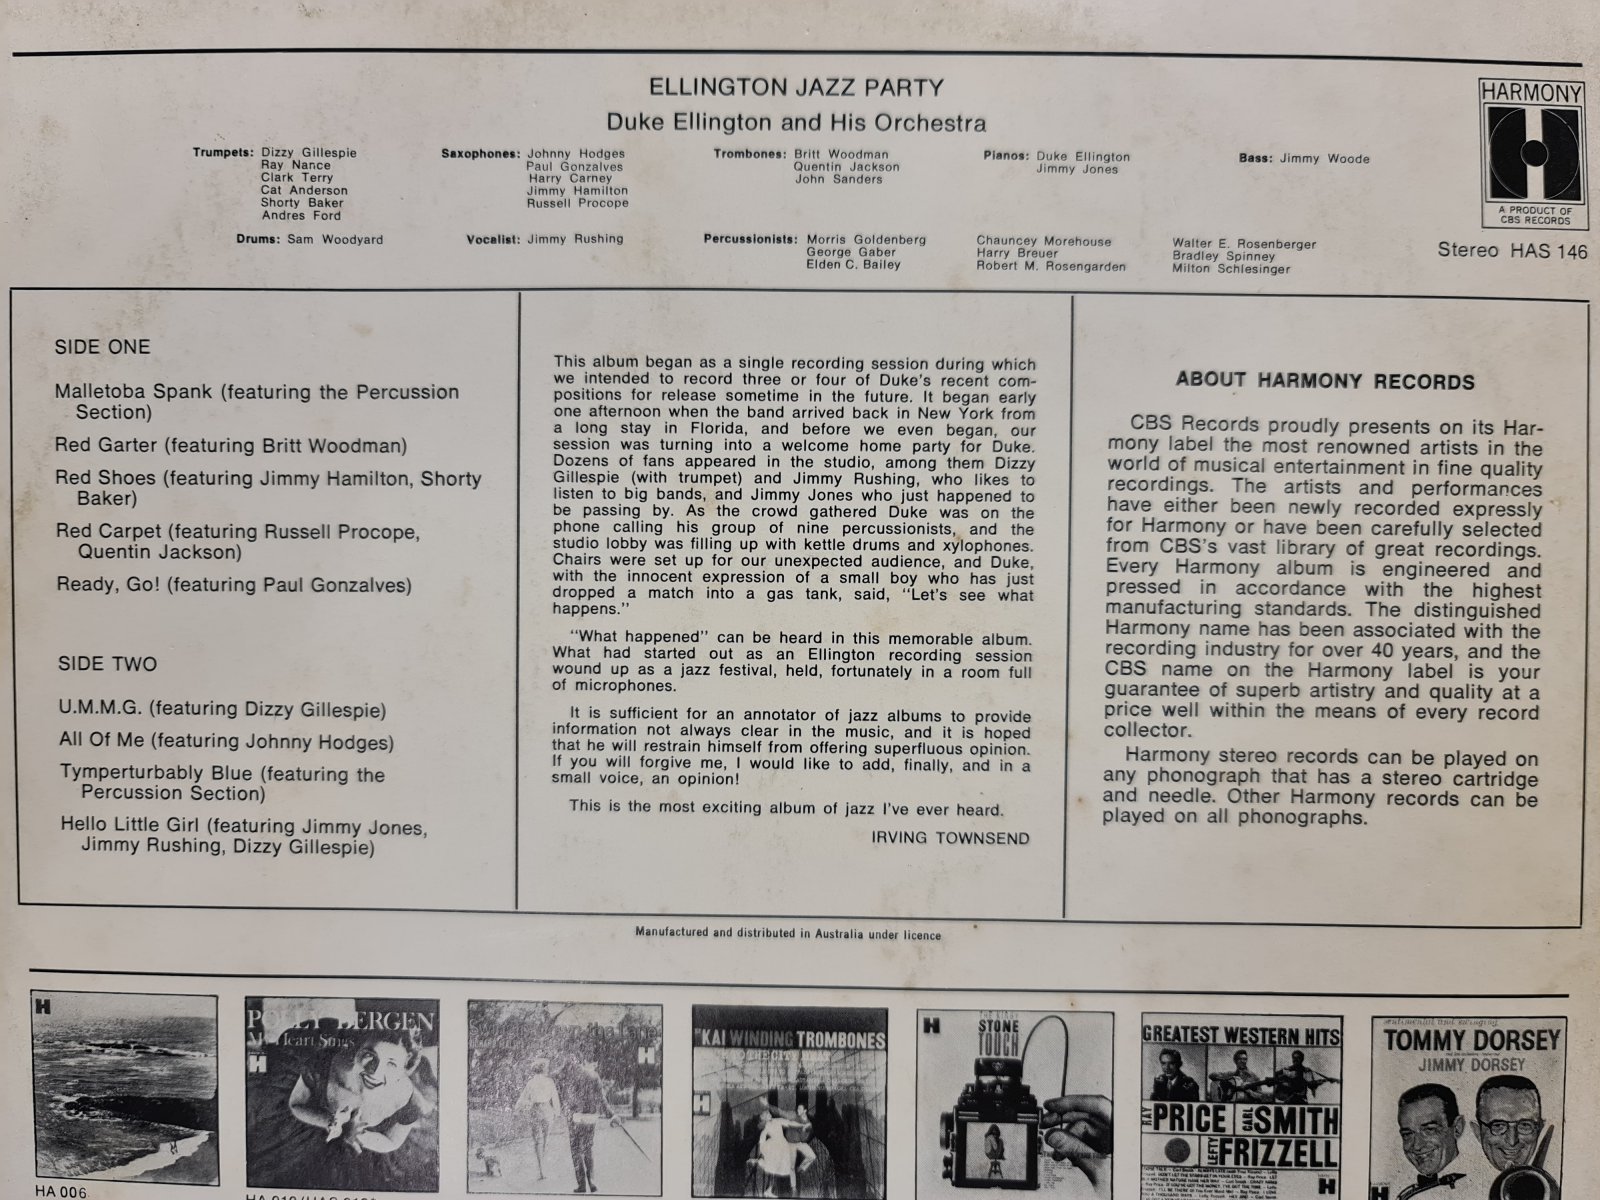 ELLINGTON JAZZ PARTY
Duke Ellington and His Orchestra
Trumpets: Dizzy Gillespie
Ray Nance
Clark Terry
Cat Anderson
Shorty Baker
Andres Ford
Saxophones: Johnny Hodges
Paul Gonzalves
Harry Carney
Jimmy Hamilton
Russell Procope
Trombones: Britt Woodman
Quentin Jackson
John Sanders
Pianos: Duke Ellington
Jimmy Jones
Bass: Jimmy Woode
Drums: Sam Woodyard
Vocalist: Jimmy Rushing
Percussionists: Morris Goldenberg
George Gaber
Elden C. Bailey
Chauncey Morehouse
Harry Breuer
Robert M. Rosengarden
Walter E. Rosenberger
Bradley Spinney
Milton Schlesinger
HARMONY
A PRODUCT OF
CBS RECORDS
Stereo HAS 146
SIDE ONE
Malletoba Spank (featuring the Percussion
Section)
Red Garter (featuring Britt Woodman)
Red Shoes (featuring Jimmy Hamilton, Shorty
Baker)
Red Carpet (featuring Russell Procope,
Quentin Jackson)
Ready, Go! (featuring Paul Gonzalves)
SIDE TWO
U.M.M.G. (featuring Dizzy Gillespie)
All Of Me (featuring Johnny Hodges)
Tymperturbably Blue (featuring the
Percussion Section)
Hello Little Girl (featuring Jimmy Jones,
Jimmy Rushing, Dizzy Gillespie)
This album began as a single recording session during which
we intended to record three or four of Duke's recent com-
positions for release sometime in the future. It began early
one afternoon when the band arrived back in New York from
a long stay in Florida, and before we even began, our
session was turning into a welcome home party for Duke.
Dozens of fans appeared in the studio, among them Dizzy
Gillespie (with trumpet) and Jimmy Rushing, who likes to
listen to big bands, and Jimmy Jones who just happened to
be passing by. As the crowd gathered Duke was on the
phone calling his group of nine percussionists, and the
studio lobby was filling up with kettle drums and xylophones.
Chairs were set up for our unexpected audience, and Duke,
with the innocent expression of a small boy who has just
dropped a match into a gas tank, said, "Let's see what
happens."
"What happened" can be heard in this memorable album.
What had started out as an Ellington recording session
wound up as a jazz festival, held, fortunately in a room full
of microphones.
It is sufficient for an annotator of jazz albums to provide
information not always clear in the music, and it is hoped
that he will restrain himself from offering superfluous opinion.
If you will forgive me, I would like to add, finally, and in a
small voice, an opinion!
This is the most exciting album of jazz I've ever heard.
IRVING TOWNSEND
ABOUT HARMONY RECORDS
CBS Records proudly presents on its Har-
mony label the most renowned artists in the
world of musical entertainment in fine quality
recordings. The artists and performances
have either been newly recorded expressly
for Harmony or have been carefully selected
from CBS's vast library of great recordings.
Every Harmony album is engineered and
pressed in accordance with the highest
manufacturing standards. The distinguished
Harmony name has been associated with the
recording industry for over 40 years, and the
CBS name on the Harmony label is your
guarantee of superb artistry and quality at a
price well within the means of every record
collector.
Harmony stereo records can be played on
any phonograph that has a stereo cartridge
and needle. Other Harmony records can be
played on all phonographs.
Manufactured and distributed in Australia under licence
H
HA 006
POLLY BERGEN
My Heart Sings
H
H
KAI WINDING TROMBONES
H
H
STONE
TOUCH
GREATEST WESTERN HITS
RAY PRICE CARL SMITH
LEFTY FRIZZELL
H
sentimental and swinging
TOMMY DORSEY
JIMMY DORSEY
H